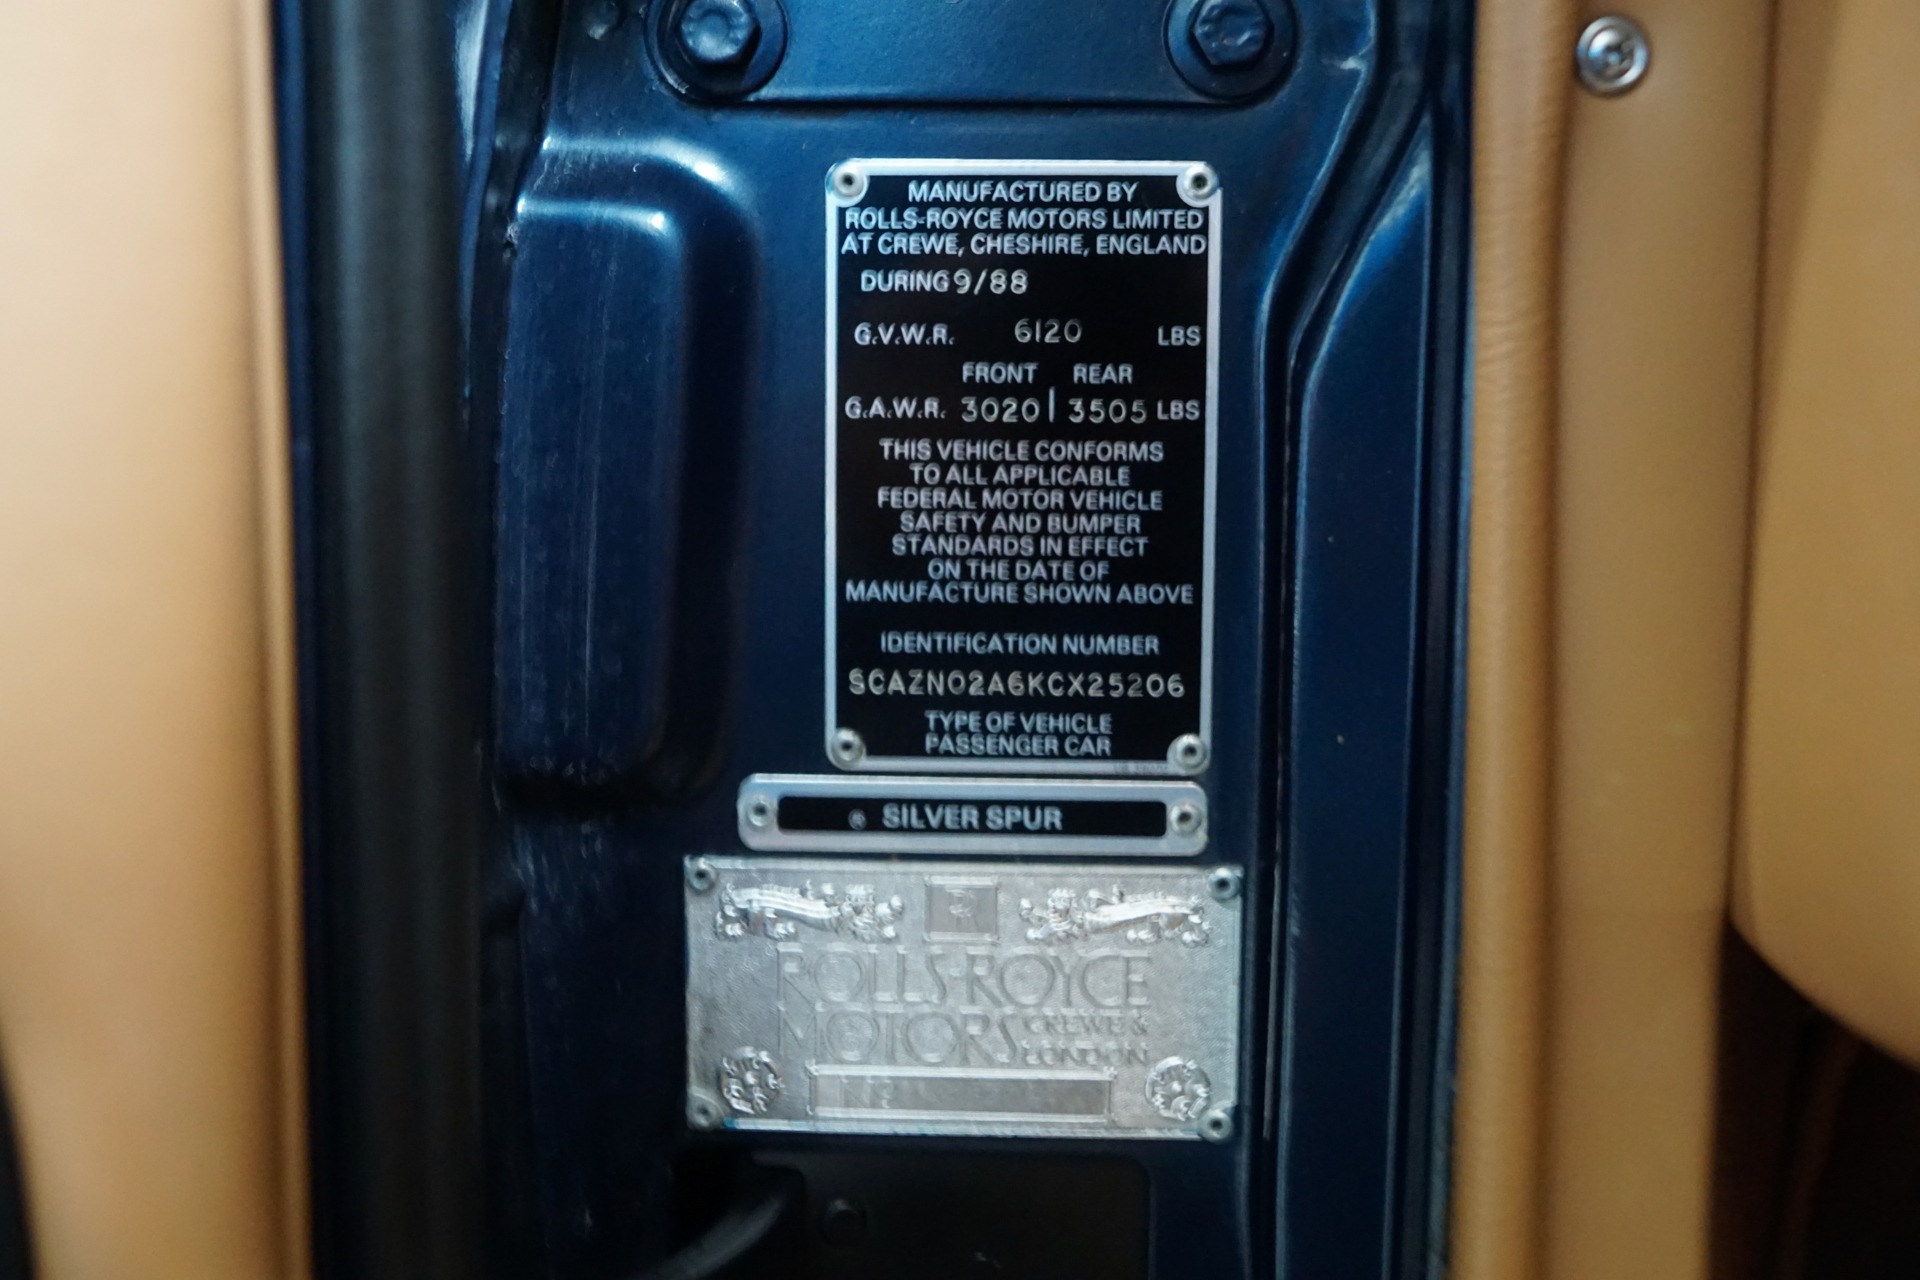 MANUFACTURED BY
ROLLS-ROYCE MOTORS LIMITED
AT CREWE, CHESHIRE, ENGLAND
DURING 9/88
G.V.W.R. 6120 LBS
FRONT REAR
G.A.W.R. 3020 | 3505 LBS
THIS VEHICLE CONFORMS
TO ALL APPLICABLE
FEDERAL MOTOR VEHICLE
SAFETY AND BUMPER
STANDARDS IN EFFECT
ON THE DATE OF
MANUFACTURE SHOWN ABOVE
IDENTIFICATION NUMBER
SCAZN02A6KCX25206
TYPE OF VEHICLE
PASSENGER CAR
® SILVER SPUR
ROLLS-ROYCE
MOTORS CREWE &
LONDON